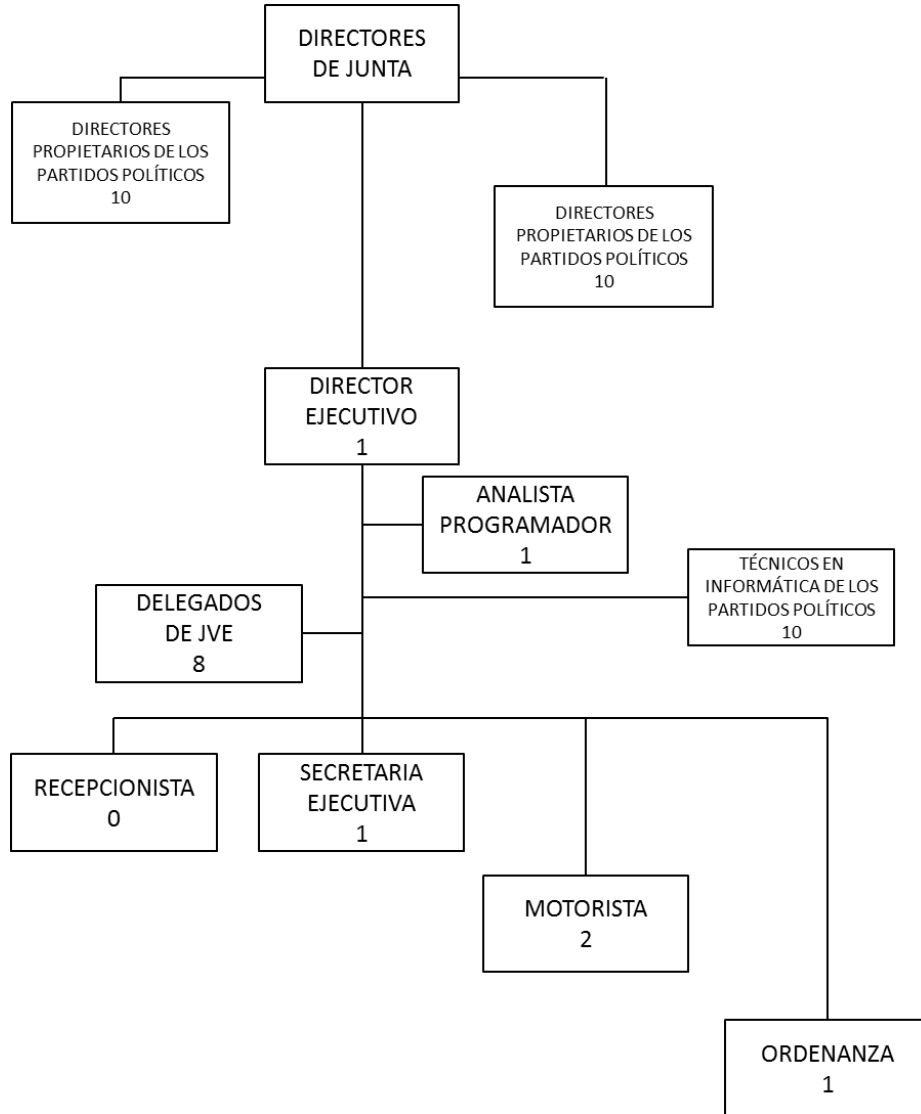 DIRECTORES
DE JUNTA
DIRECTORES
PROPIETARIOS DE LOS
PARTIDOS POLÍTICOS
10
DIRECTORES
PROPIETARIOS DE LOS
PARTIDOS POLÍTICOS
10
DIRECTOR
EJECUTIVO
1
ANALISTA
PROGRAMADOR
1
TÉCNICOS EN
INFORMÁTICA DE LOS
PARTIDOS POLÍTICOS
10
DELEGADOS
DE JVE
8
RECEPCIONISTA
0
SECRETARIA
EJECUTIVA
1
MOTORISTA
2
ORDENANZA
1